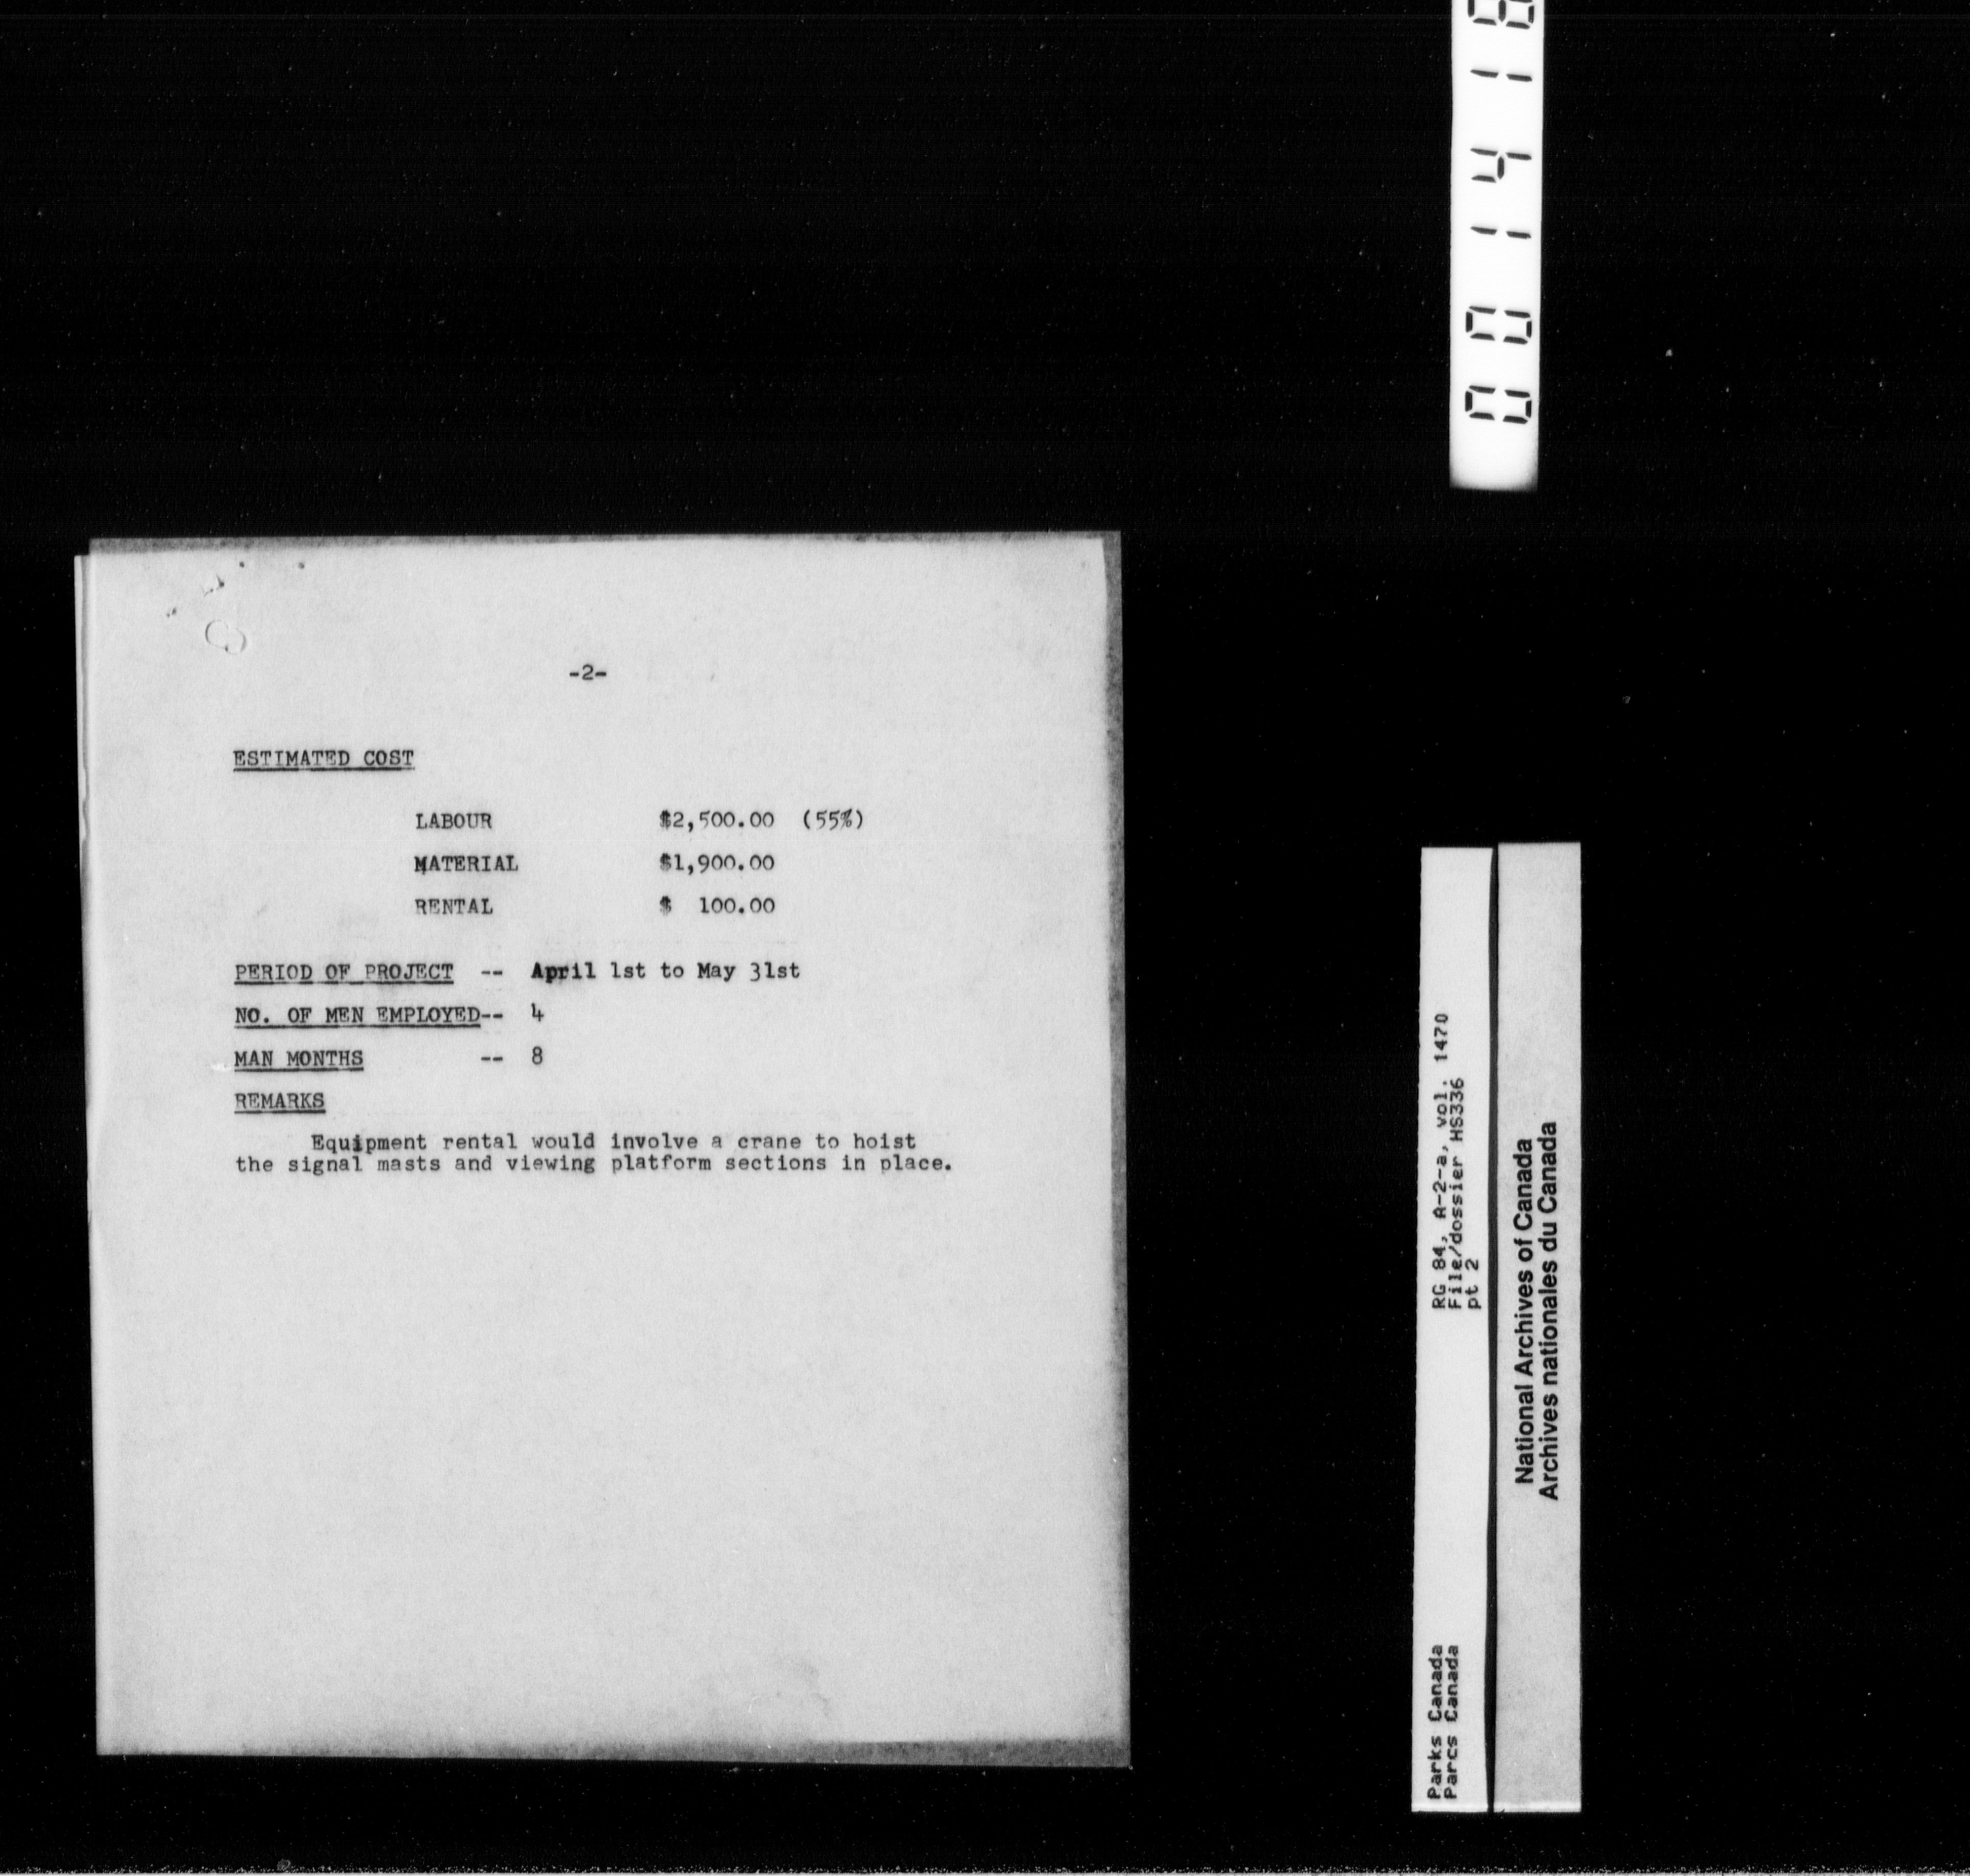 -2-
ESTIMATED COST
LABOUR $2,500.00 (55%)
MATERIAL $1,900.00
RENTAL $ 100.00
PERIOD OF PROJECT -- April 1st to May 31st
NO. OF MEN EMPLOYED-- 4
MAN MONTHS -- 8
REMARKS
Equipment rental would involve a crane to hoist
the signal masts and viewing platform sections in place.
RG 84, A-2-a, vol. 1470
File/dossier HS336
pt 2
Parks Canada
Parcs Canada
National Archives of Canada
Archives nationales du Canada